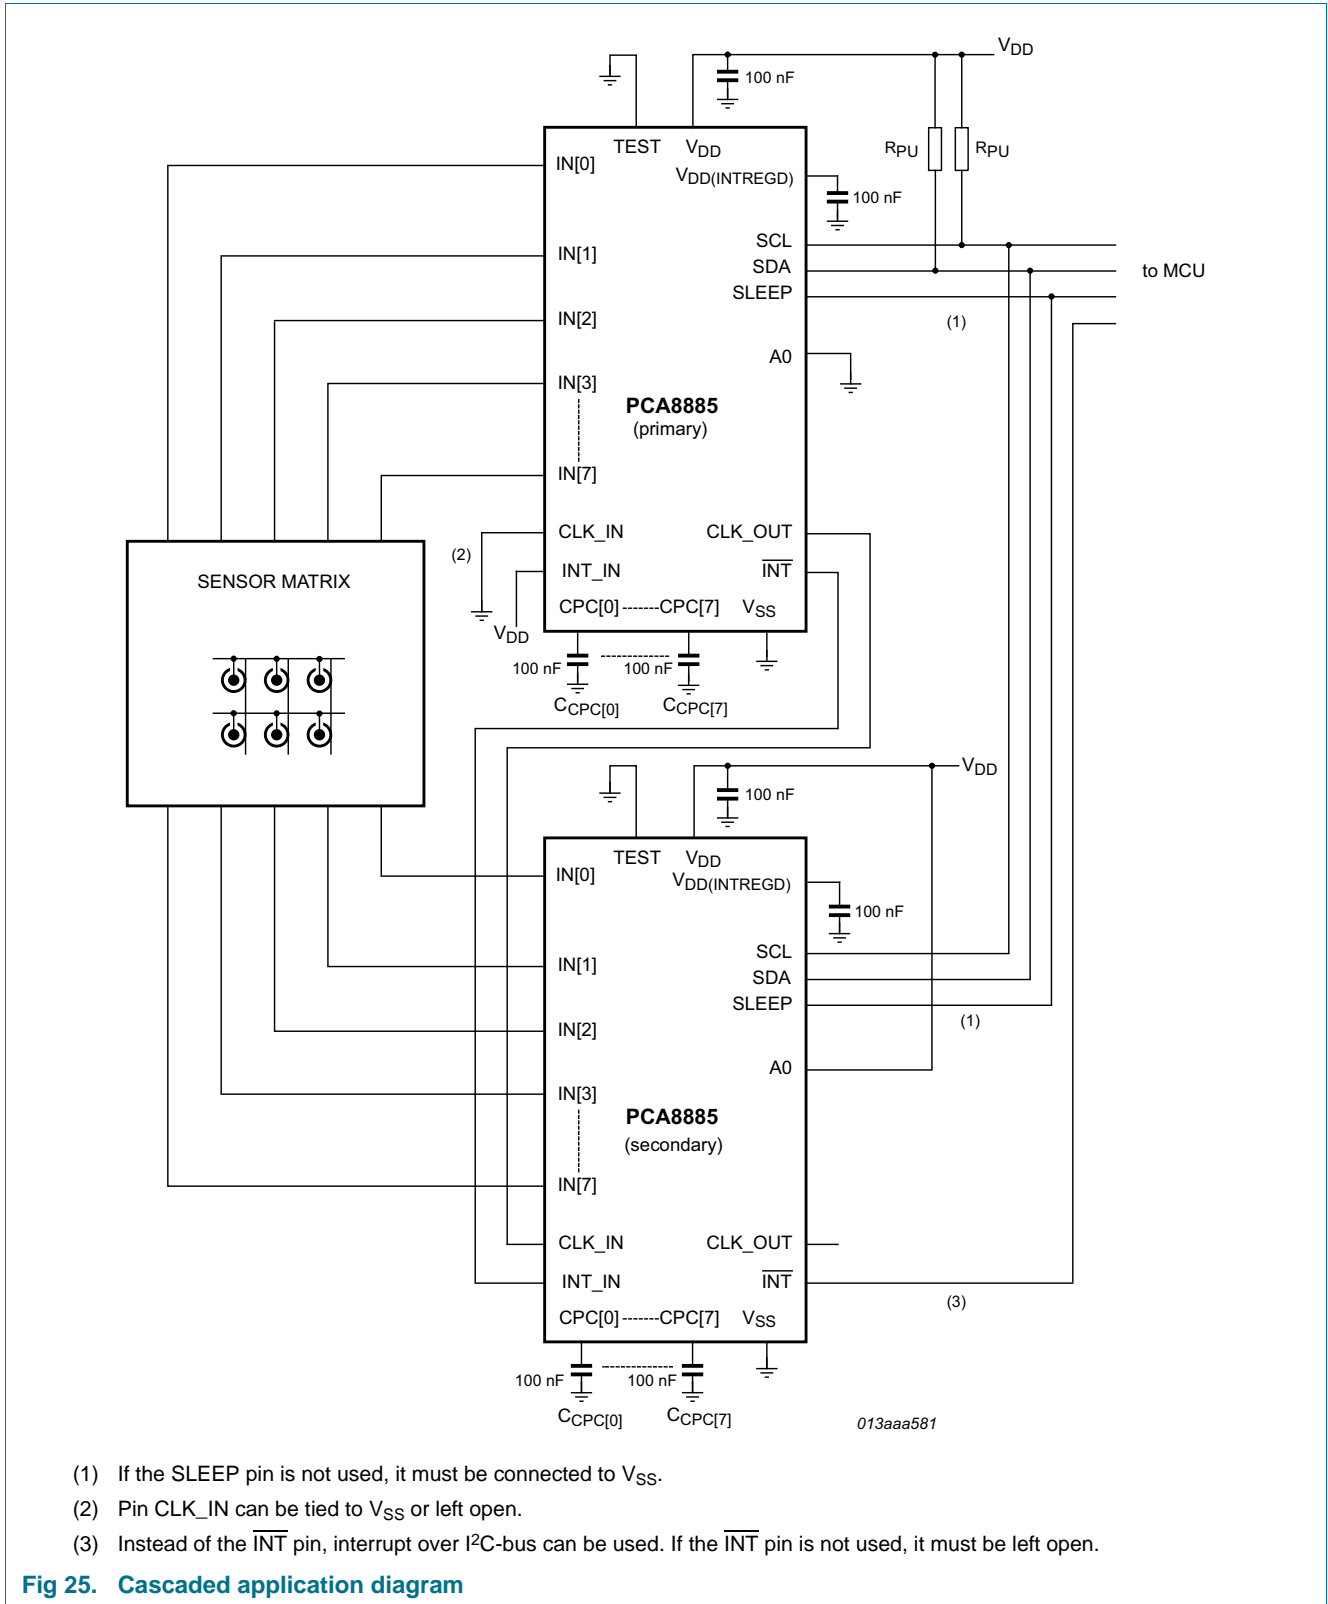 VDD
100 nF
TEST VDD
VDD(INTREGD)
100 nF
RPU RPU
IN[0]
IN[1]
IN[2]
IN[3]
IN[7]
SCL
SDA
SLEEP
to MCU
(1)
A0
PCA8885
(primary)
CLK_IN CLK_OUT
(2)
INT_IN INT
VDD
CPC[0] CPC[7] VSS
100 nF 100 nF
CCPC[0] CCPC[7]
SENSOR MATRIX
VDD
100 nF
TEST VDD
VDD(INTREGD)
100 nF
IN[0]
IN[1]
IN[2]
IN[3]
IN[7]
SCL
SDA
SLEEP
(1)
A0
PCA8885
(secondary)
CLK_IN CLK_OUT
INT_IN INT
(3)
CPC[0] CPC[7] VSS
100 nF 100 nF
CCPC[0] CCPC[7]
013aaa581
(1) If the SLEEP pin is not used, it must be connected to VSS.
(2) Pin CLK_IN can be tied to VSS or left open.
(3) Instead of the INT pin, interrupt over I2C-bus can be used. If the INT pin is not used, it must be left open.
Fig 25. Cascaded application diagram